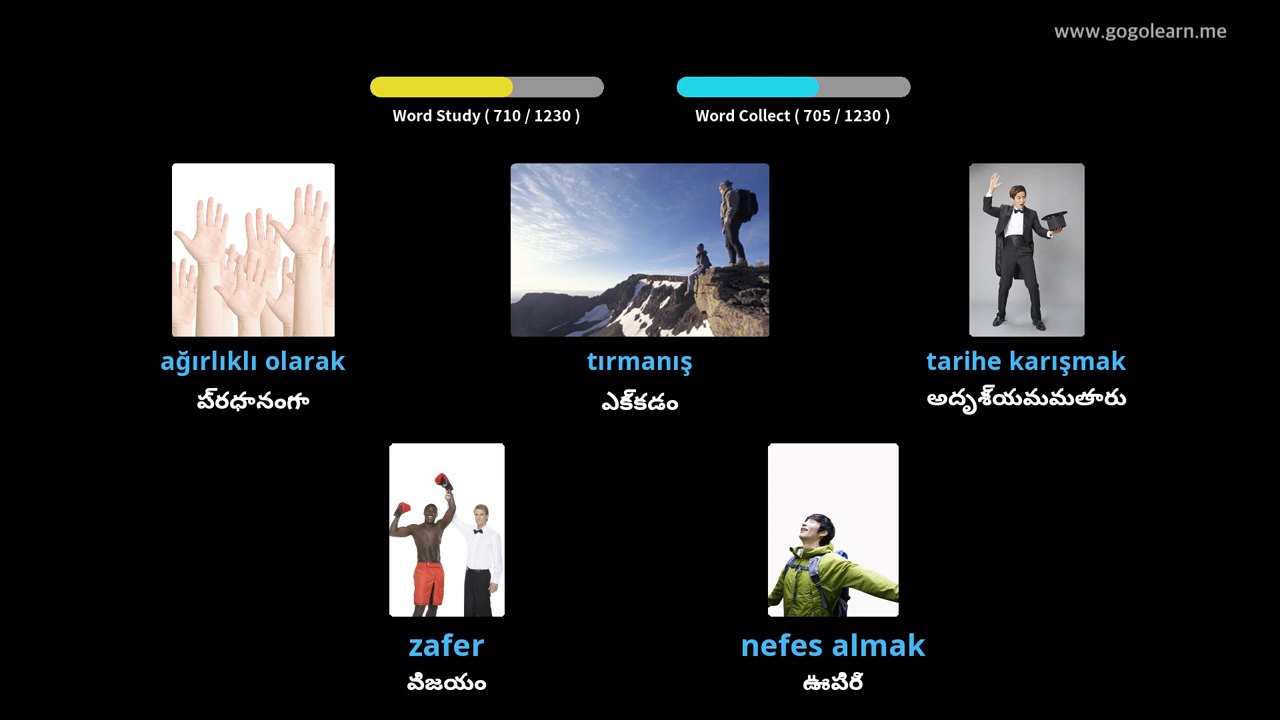 www.gogolearn.me
Word Study ( 710 / 1230 )
Word Collect ( 705 / 1230 )
ağırlıklı olarak
ప్రధానంగా
tırmanış
ఎక్కడం
tarihe karışmak
అదృశ్యమమతారు
zafer
విజయం
nefes almak
ఊపిరి